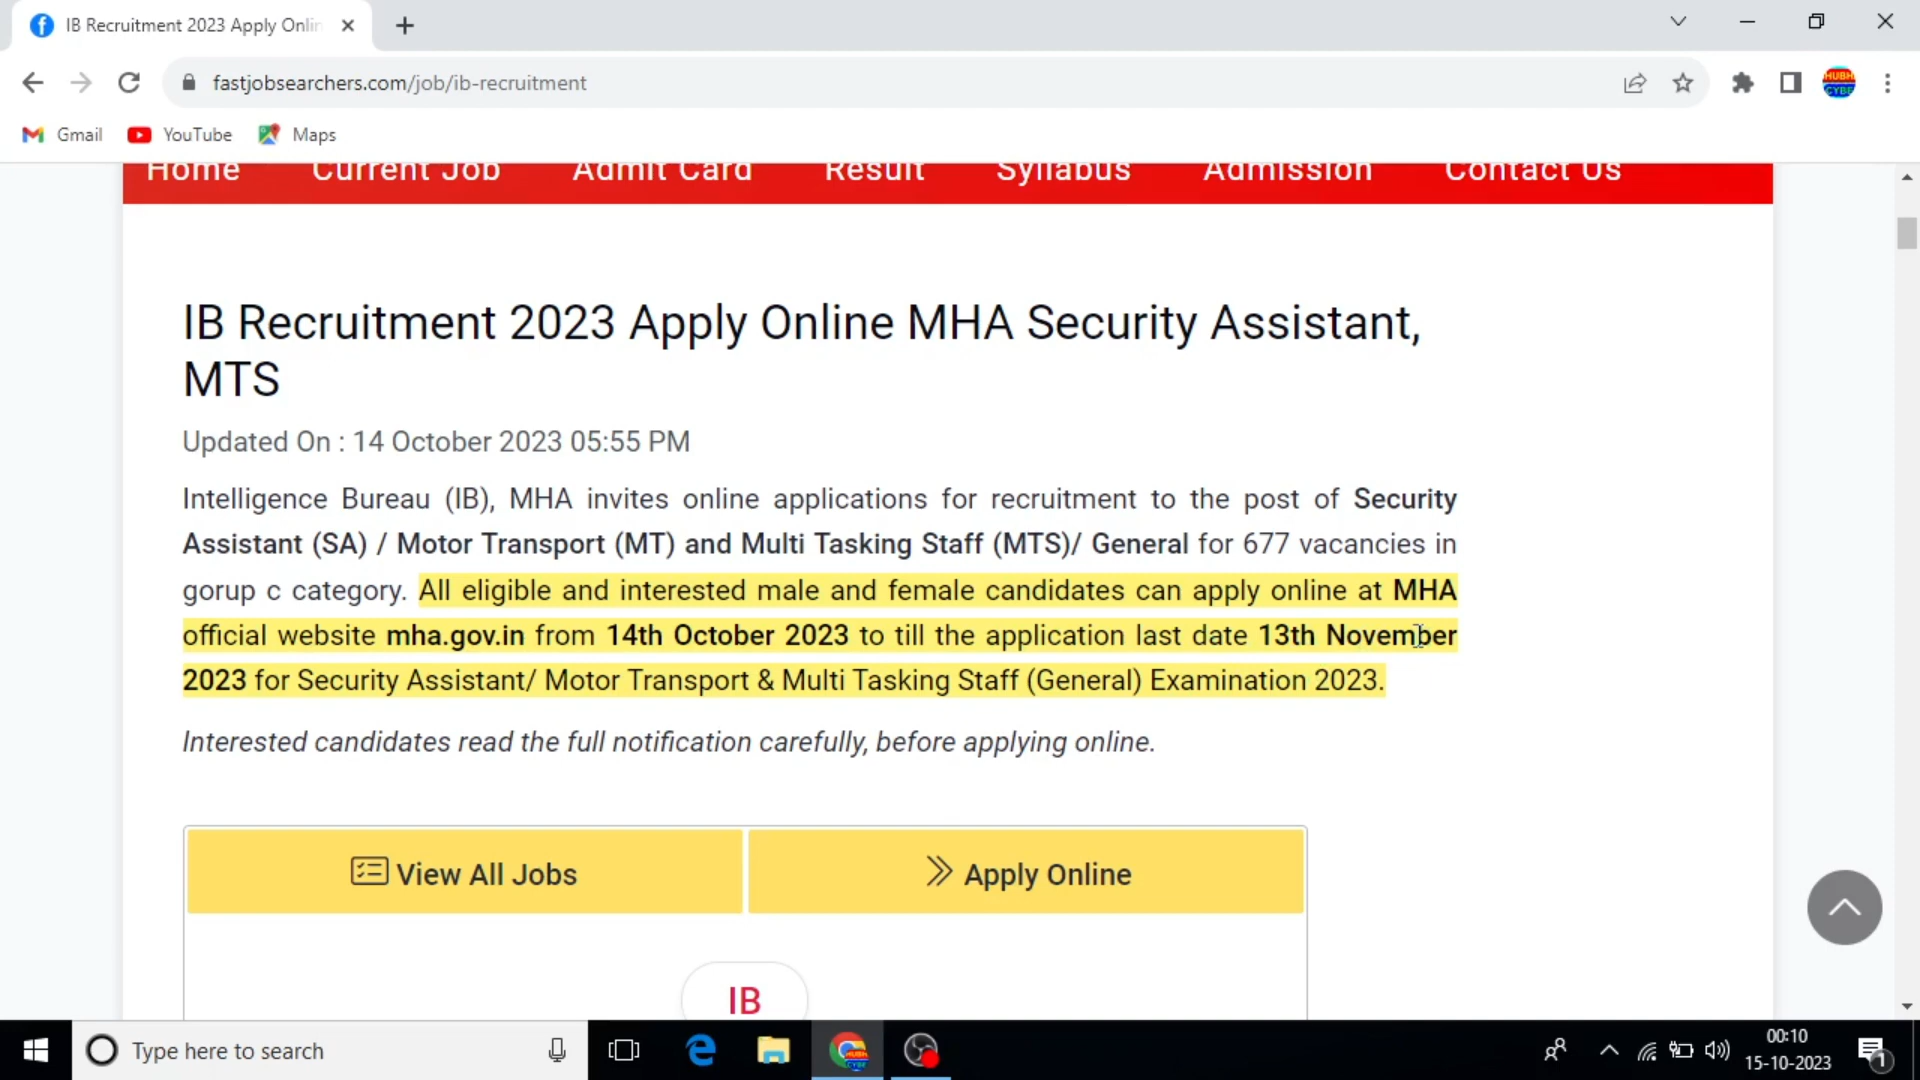 IB Recruitment 2023 Apply Onlin
fastjobsearchers.com/job/ib-recruitment
HUBH
CYBE
Gmail YouTube Maps
Home Current Job Admit Card Result Syllabus Admission Contact Us
IB Recruitment 2023 Apply Online MHA Security Assistant,
MTS
Updated On : 14 October 2023 05:55 PM
Intelligence Bureau (IB), MHA invites online applications for recruitment to the post of Security
Assistant (SA) / Motor Transport (MT) and Multi Tasking Staff (MTS)/ General for 677 vacancies in
gorup c category. All eligible and interested male and female candidates can apply online at MHA
official website mha.gov.in from 14th October 2023 to till the application last date 13th November
2023 for Security Assistant/ Motor Transport & Multi Tasking Staff (General) Examination 2023.
Interested candidates read the full notification carefully, before applying online.
View All Jobs Apply Online
IB
Type here to search
HUBH
CYBE
00:10
15-10-2023
1